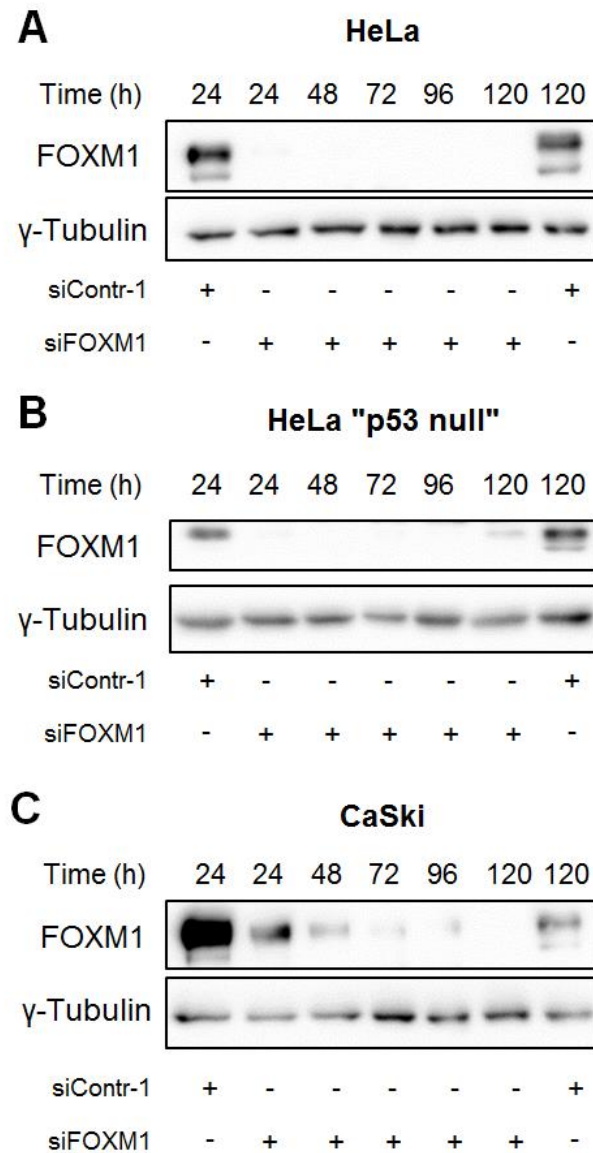 A
HeLa
Time (h) 24 24 48 72 96 120 120
FOXM1
γ-Tubulin
siContr-1 + - - - - - +
siFOXM1 - + + + + + -
B
HeLa "p53 null"
Time (h) 24 24 48 72 96 120 120
FOXM1
γ-Tubulin
siContr-1 + - - - - - +
siFOXM1 - + + + + + -
C
CaSki
Time (h) 24 24 48 72 96 120 120
FOXM1
γ-Tubulin
siContr-1 + - - - - - +
siFOXM1 - + + + + + -